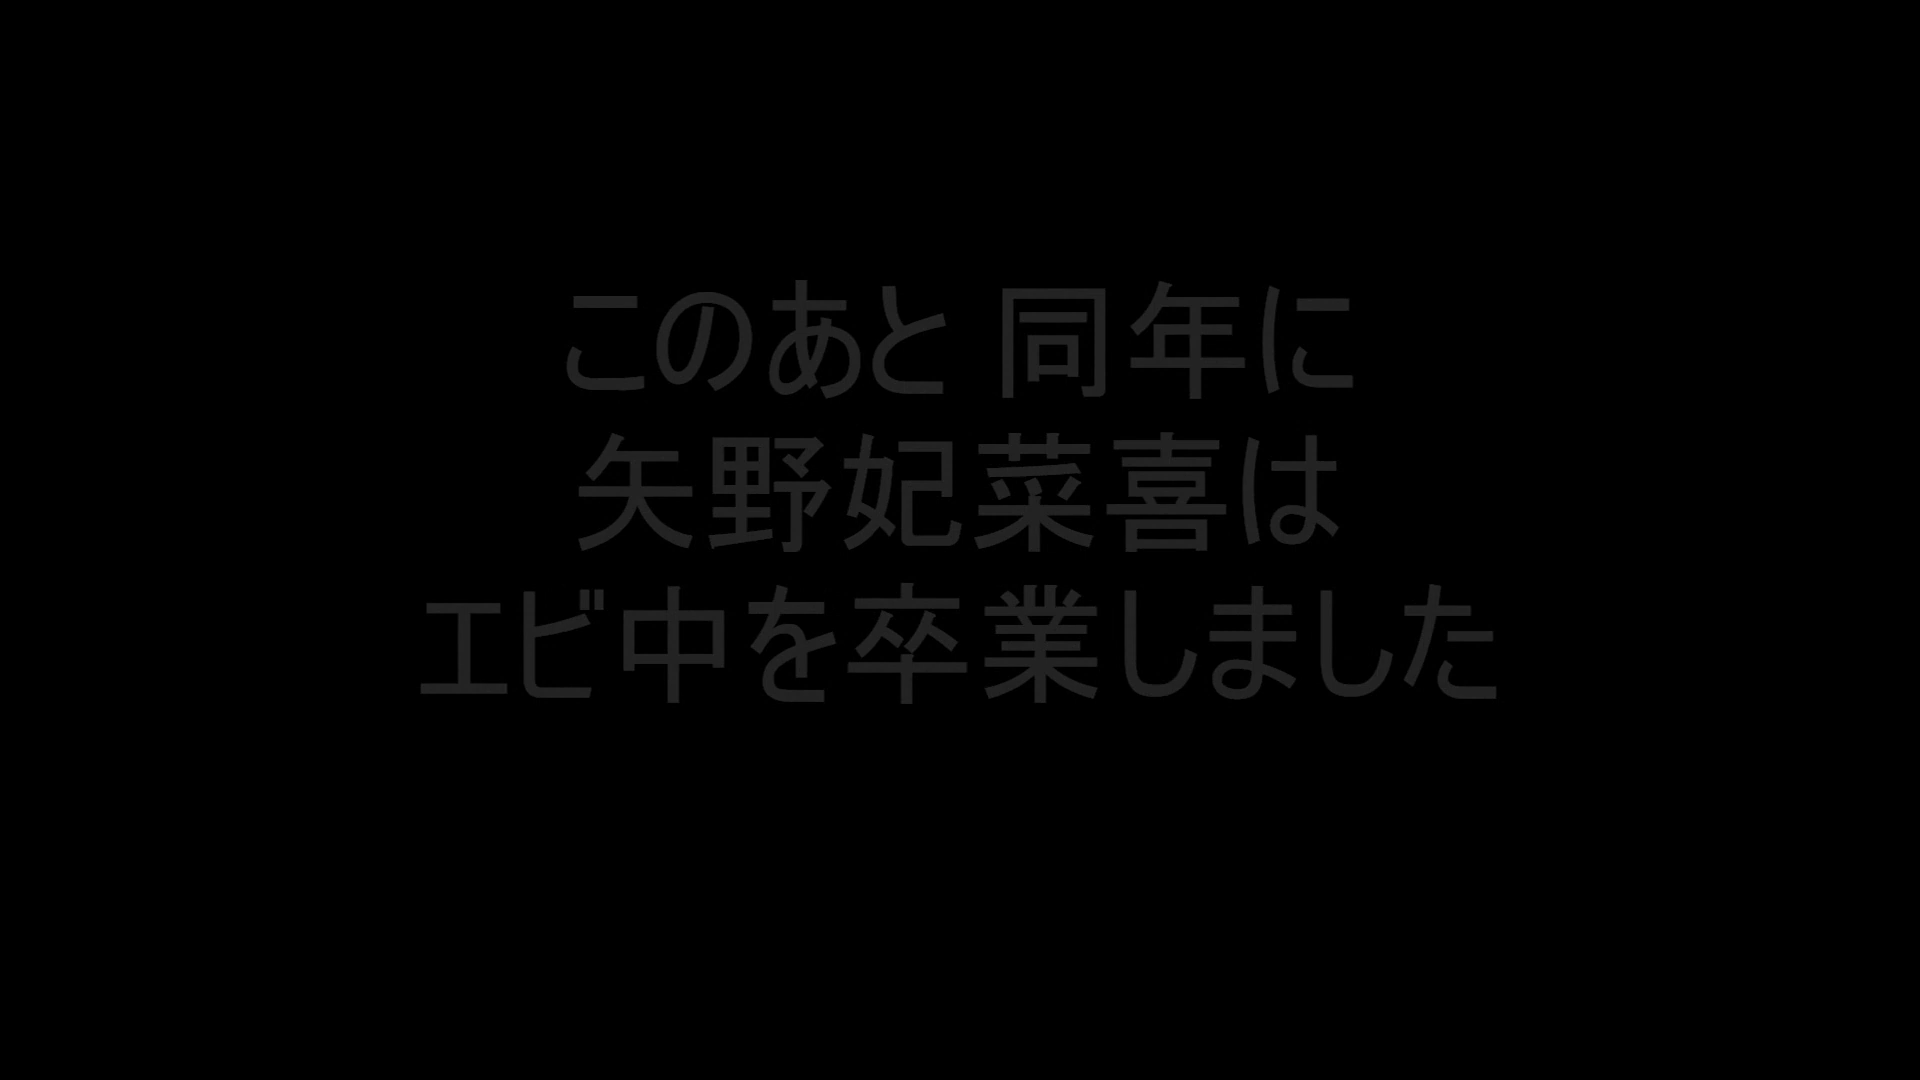 このあと 同年に
矢野妃菜喜は
エビ中を卒業しました